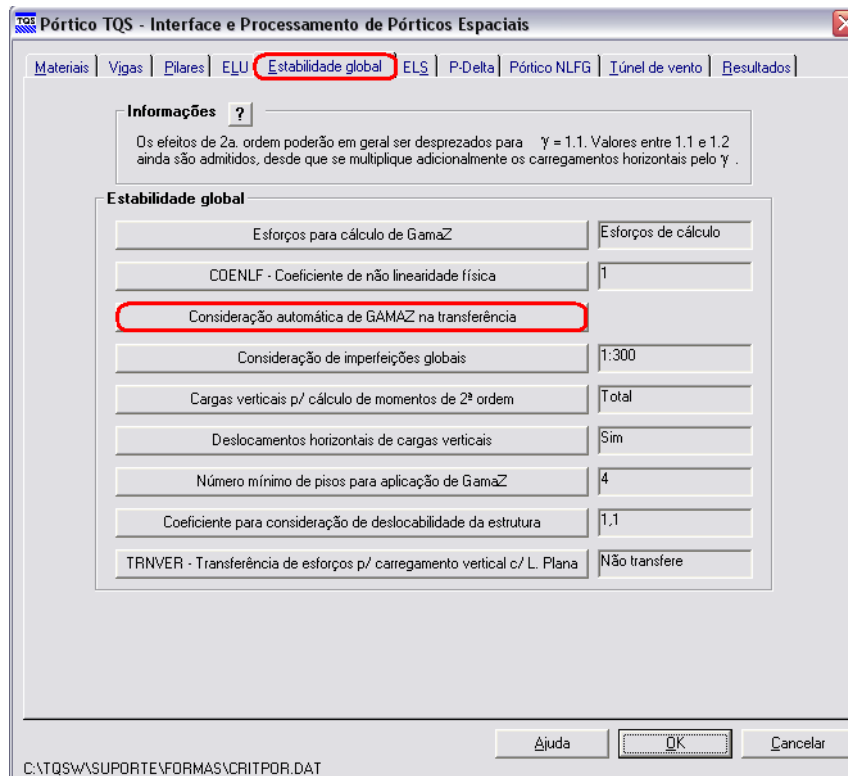 TQS Pórtico TQS - Interface e Processamento de Pórticos Espaciais
Materiais Vigas Pilares ELU Estabilidade global ELS P-Delta Pórtico NLFG Túnel de vento Resultados
Informações ?
Os efeitos de 2a. ordem poderão em geral ser desprezados para γ = 1.1. Valores entre 1.1 e 1.2
ainda são admitidos, desde que se multiplique adicionalmente os carregamentos horizontais pelo γ .
Estabilidade global
Esforços para cálculo de GamaZ Esforços de cálculo
COENLF - Coeficiente de não linearidade física 1
Consideração automática de GAMAZ na transferência
Consideração de imperfeições globais 1:300
Cargas verticais p/ cálculo de momentos de 2ª ordem Total
Deslocamentos horizontais de cargas verticais Sim
Número mínimo de pisos para aplicação de GamaZ 4
Coeficiente para consideração de deslocabilidade da estrutura 1,1
TRNVER - Transferência de esforços p/ carregamento vertical c/ L. Plana Não transfere
Ajuda OK Cancelar
C:\TQSW\SUPORTE\FORMAS\CRITPOR.DAT